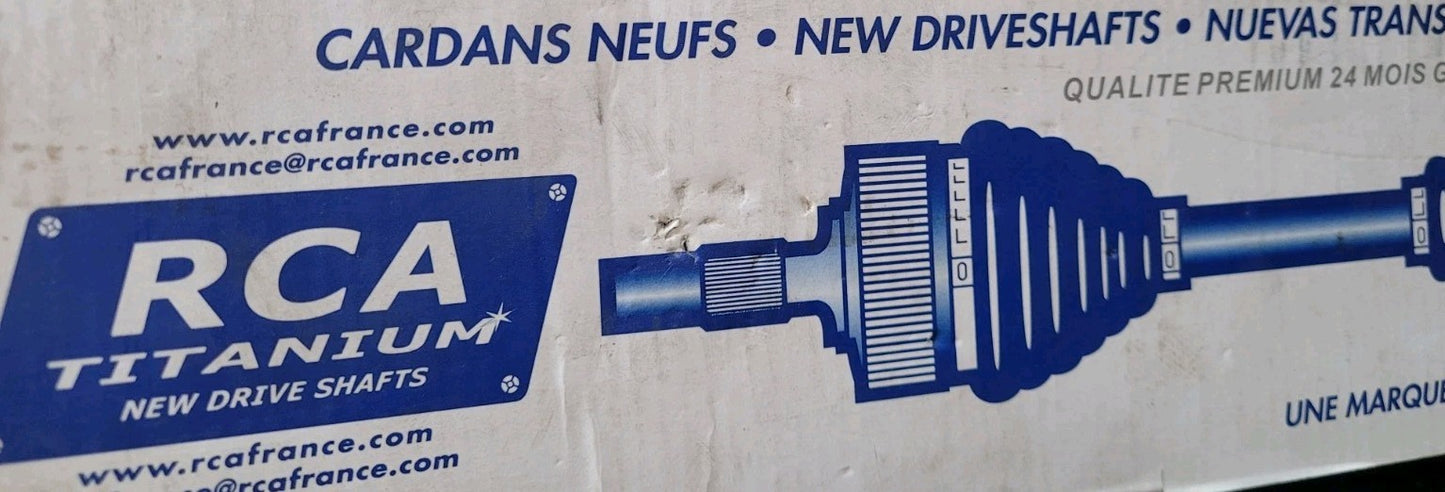 CARDANS NEUFS • NEW DRIVESHAFTS • NUEVAS TRANS
QUALITE PREMIUM 24 MOIS G
www.rcafrance.com
rcafrance@rcafrance.com
RCA
TITANIUM
NEW DRIVE SHAFTS
www.rcafrance.com
@rcafrance.com
UNE MARQUE